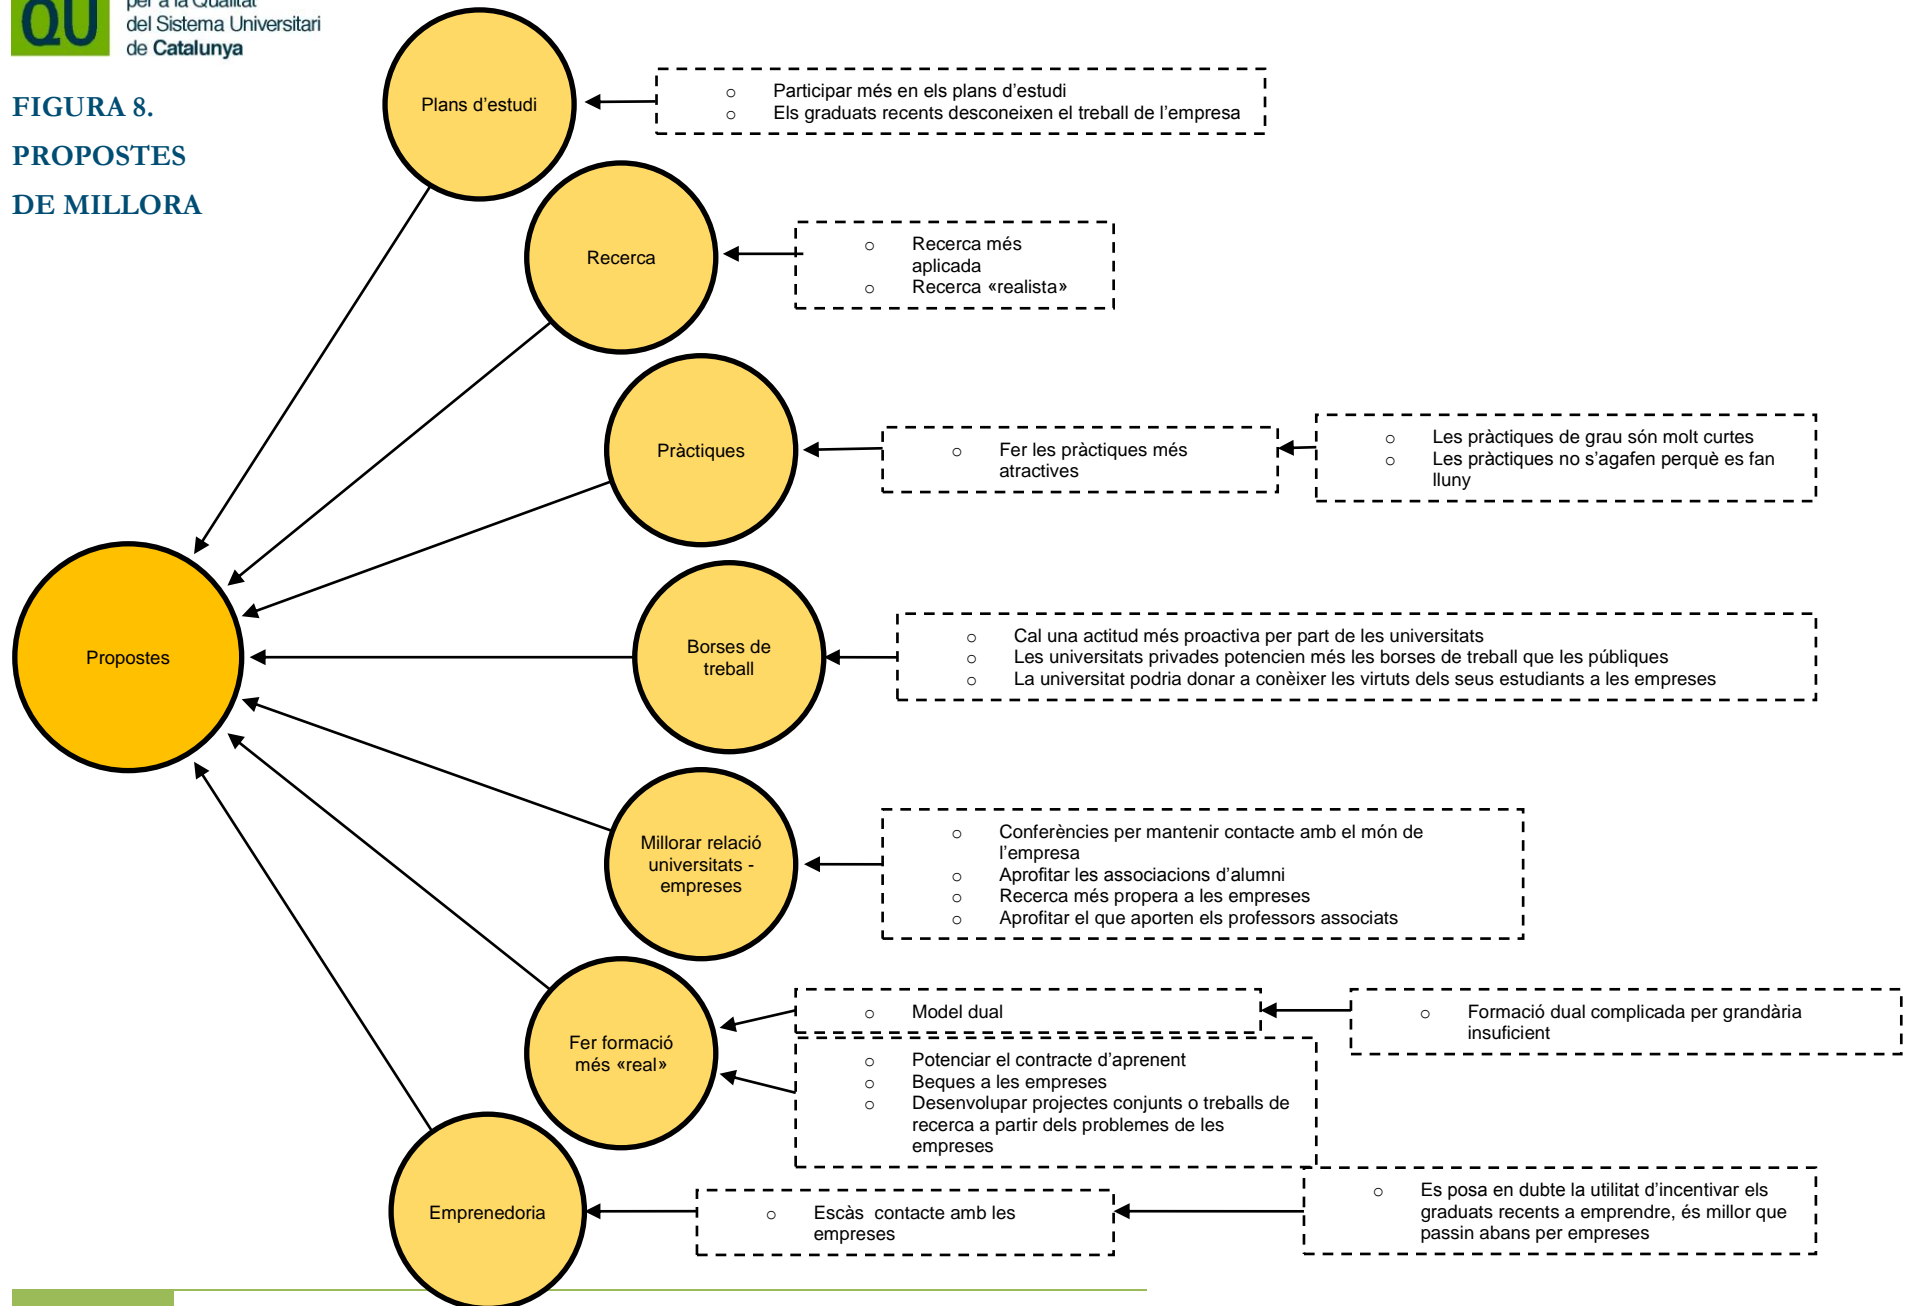 QU
per a la Qualitat
del Sistema Universitari
de Catalunya
FIGURA 8.
PROPOSTES
DE MILLORA
Plans d’estudi
o Participar més en els plans d’estudi
o Els graduats recents desconeixen el treball de l’empresa
Recerca
o Recerca més
aplicada
o Recerca «realista»
Pràctiques
o Fer les pràctiques més
atractives
o Les pràctiques de grau són molt curtes
o Les pràctiques no s’agafen perquè es fan
lluny
Propostes
Borses de
treball
o Cal una actitud més proactiva per part de les universitats
o Les universitats privades potencien més les borses de treball que les públiques
o La universitat podria donar a conèixer les virtuts dels seus estudiants a les empreses
Millorar relació
universitats -
empreses
o Conferències per mantenir contacte amb el món de
l’empresa
o Aprofitar les associacions d’alumni
o Recerca més propera a les empreses
o Aprofitar el que aporten els professors associats
Fer formació
més «real»
o Model dual
o Formació dual complicada per grandària
insuficient
o Potenciar el contracte d’aprenent
o Beques a les empreses
o Desenvolupar projectes conjunts o treballs de
recerca a partir dels problemes de les
empreses
Emprenedoria
o Escàs contacte amb les
empreses
o Es posa en dubte la utilitat d’incentivar els
graduats recents a emprendre, és millor que
passin abans per empreses